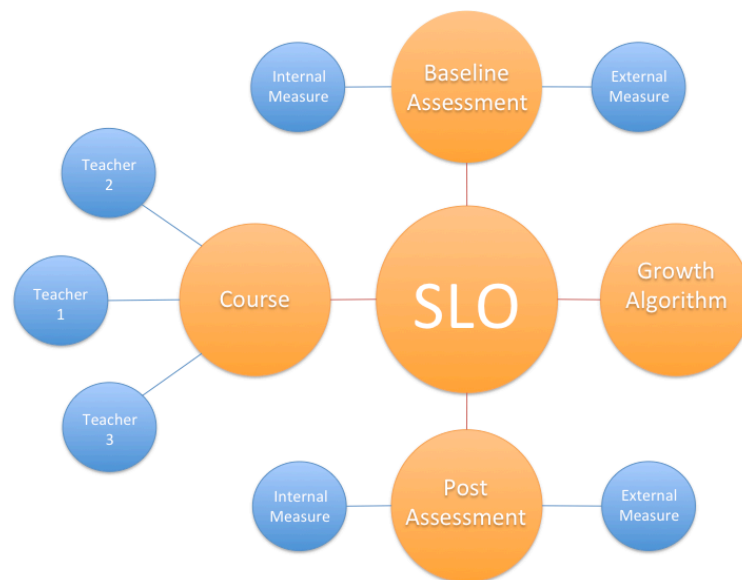 Internal
Measure
Baseline
Assessment
External
Measure
Teacher
2
Teacher
1
Course
SLO
Growth
Algorithm
Teacher
3
Internal
Measure
Post
Assessment
External
Measure